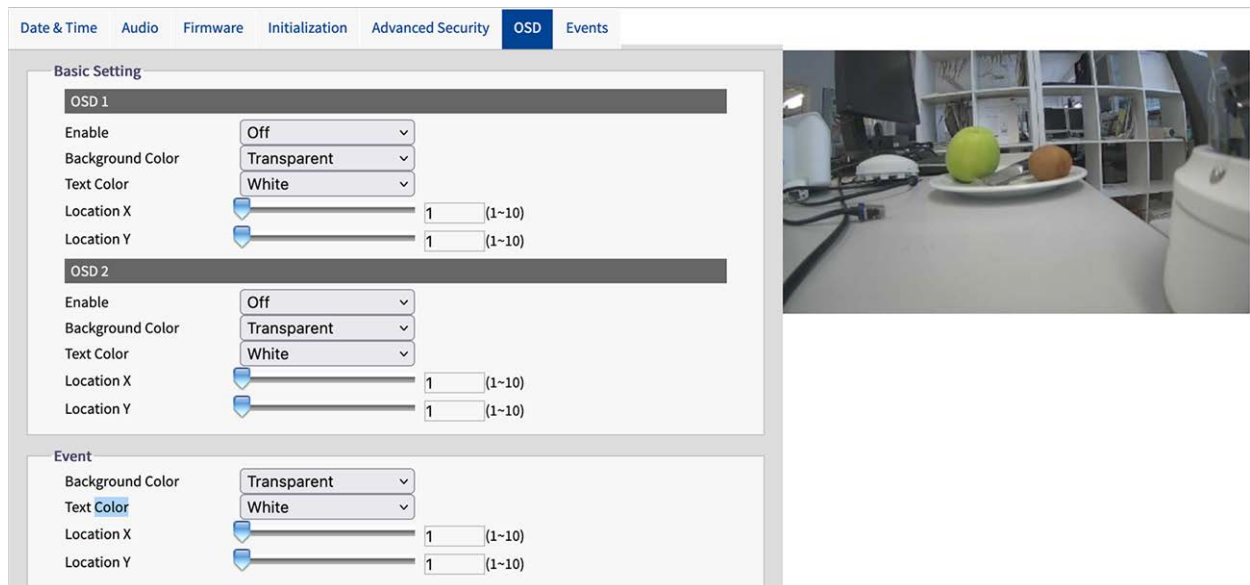 Date & Time Audio Firmware Initialization Advanced Security OSD Events
Basic Setting
OSD 1
Enable Off
Background Color Transparent
Text Color White
Location X 1 (1~10)
Location Y 1 (1~10)
OSD 2
Enable Off
Background Color Transparent
Text Color White
Location X 1 (1~10)
Location Y 1 (1~10)
Event
Background Color Transparent
Text Color White
Location X 1 (1~10)
Location Y 1 (1~10)